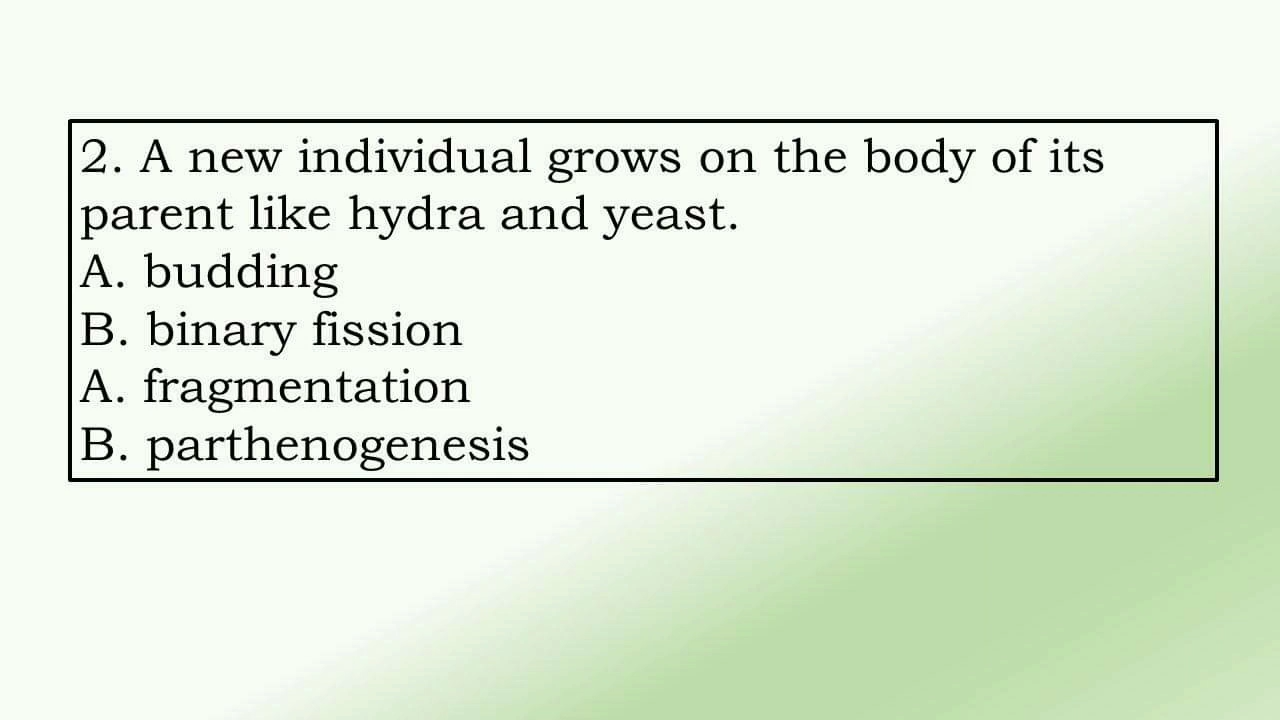 2. A new individual grows on the body of its
parent like hydra and yeast.
A. budding
B. binary fission
A. fragmentation
B. parthenogenesis